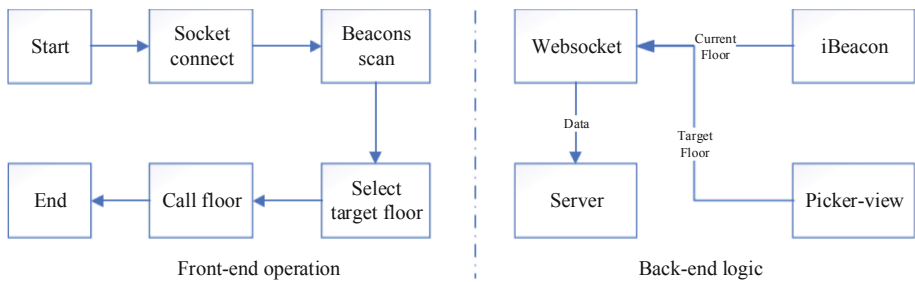 Start
Socket
connect
Beacons
scan
End
Call floor
Select
target floor
Front-end operation
Websocket
Current
Floor
iBeacon
Data
Target
Floor
Server
Picker-view
Back-end logic